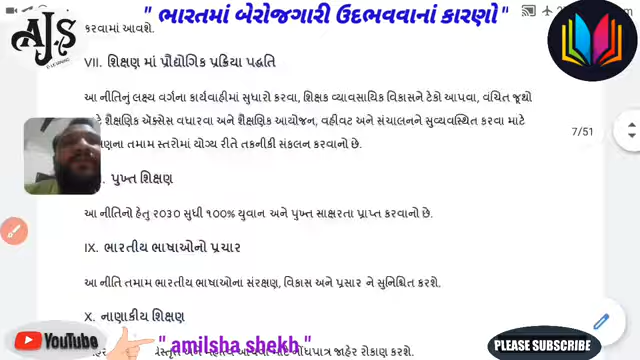 " ભારતમાં બેરોજગારી ઉદભવવાનાં કારણો "
કરવામાં આવશે.
AJS
VII. શિક્ષણ માં પ્રૌદ્યોગિક પ્રક્રિયા પદ્ધતિ
આ નીતિનું લક્ષ્ય વર્ગના કાર્યવાહીમાં સુધારો કરવા, શિક્ષક વ્યાવસાયિક વિકાસને ટેકો આપવા, વંચિત જૂથો
શૈક્ષણિક ઍક્સેસ વધારવા અને શૈક્ષણિક આયોજન, વહીવટ અને સંચાલનને સુવ્યવસ્થિત કરવા માટે
ના તમામ સ્તરોમાં યોગ્ય રીતે તકનીકી સંકલન કરવાનો છે.
7/51
પુખ્ત શિક્ષણ
આ નીતિનો હેતુ ૨૦૩૦ સુધી ૧૦૦% યુવાન અને પુખ્ત સાક્ષરતા પ્રાપ્ત કરવાનો છે.
IX. ભારતીય ભાષાઓનો પ્રચાર
આ નીતિ તમામ ભારતીય ભાષાઓના સંરક્ષણ, વિકાસ અને પ્રસાર ને સુનિશ્ચિત કરશે.
X. નાણાકીય શિક્ષણ
YouTube
" amilsha shekh "
PLEASE SUBSCRIBE
જાહેર રોકાણ કરશે.